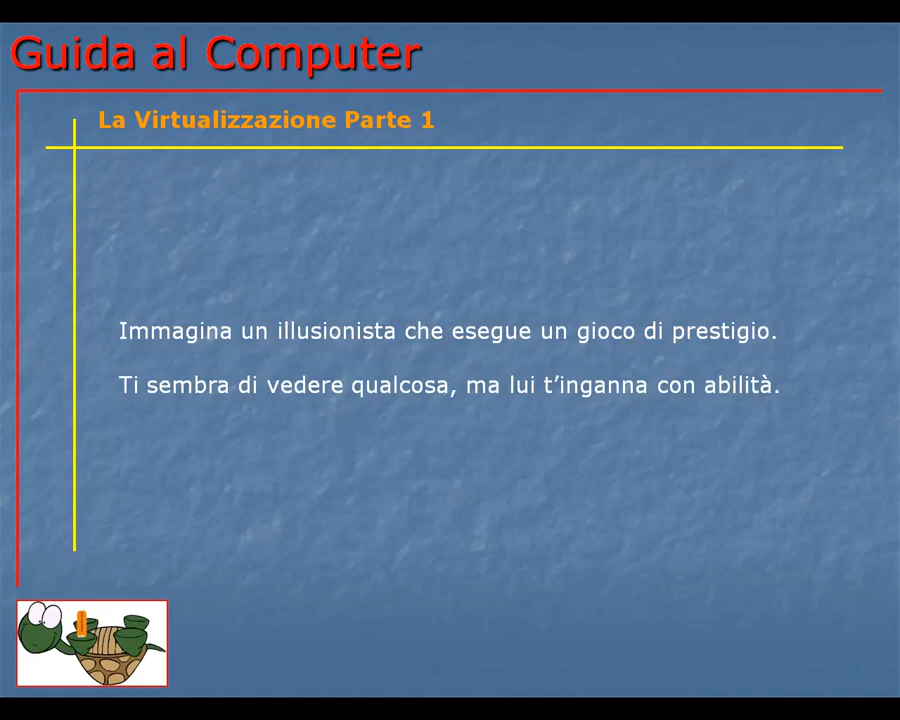 Guida al Computer
La Virtualizzazione Parte 1
Immagina un illusionista che esegue un gioco di prestigio.
Ti sembra di vedere qualcosa, ma lui t’inganna con abilità.